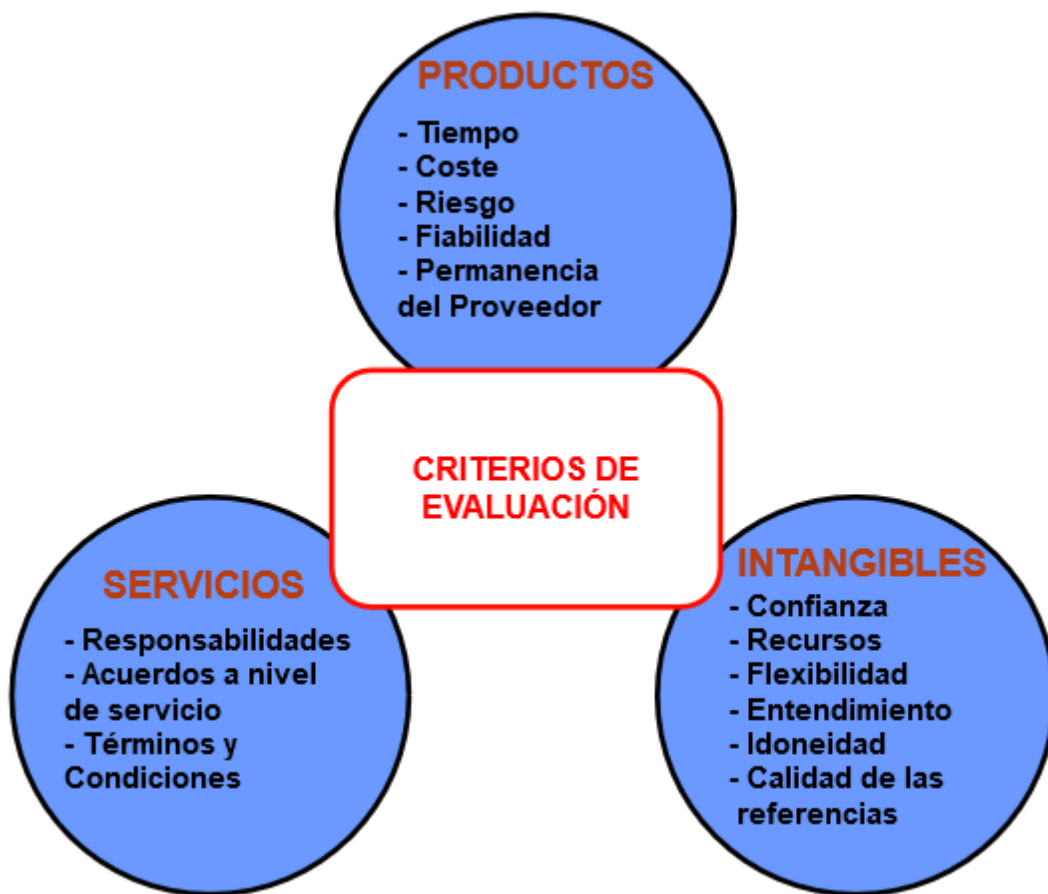 PRODUCTOS
- Tiempo
- Coste
- Riesgo
- Fiabilidad
- Permanencia
del Proveedor
CRITERIOS DE
EVALUACIÓN
SERVICIOS
- Responsabilidades
- Acuerdos a nivel
de servicio
- Términos y
Condiciones
INTANGIBLES
- Confianza
- Recursos
- Flexibilidad
- Entendimiento
- Idoneidad
- Calidad de las
referencias